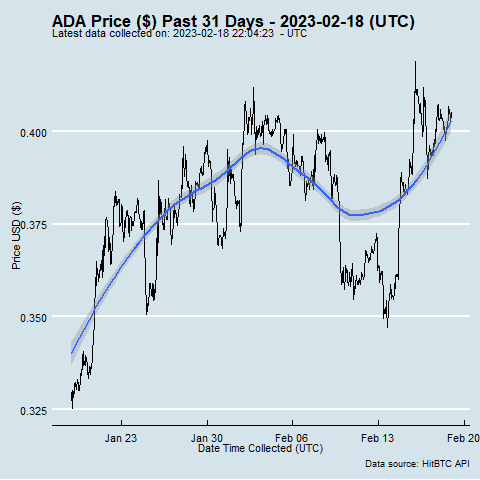 ADA Price ($) Past 31 Days - 2023-02-18 (UTC)
Latest data collected on: 2023-02-18 22:04:23 - UTC
0.400
0.375
0.350
0.325
Price USD ($)
Jan 23
Jan 30
Feb 06
Feb 13
Feb 20
Date Time Collected (UTC)
Data source: HitBTC API